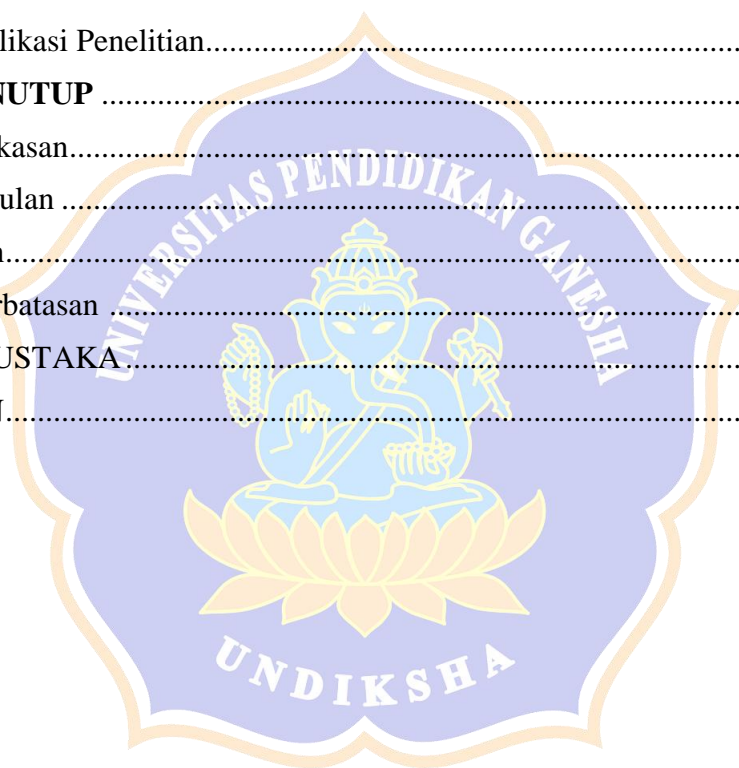 likasi Penelitian..........................................................................
NUTUP ...............................................................................
kasan...................................................................................
ulan ....................................................................................
n...........................................................................................
rbatasan ..............................................................................
USTAKA............................................................................
N...........................................................................................
UNIVERSITAS PENDIDIKAN GANESHA
UNDIKSHA